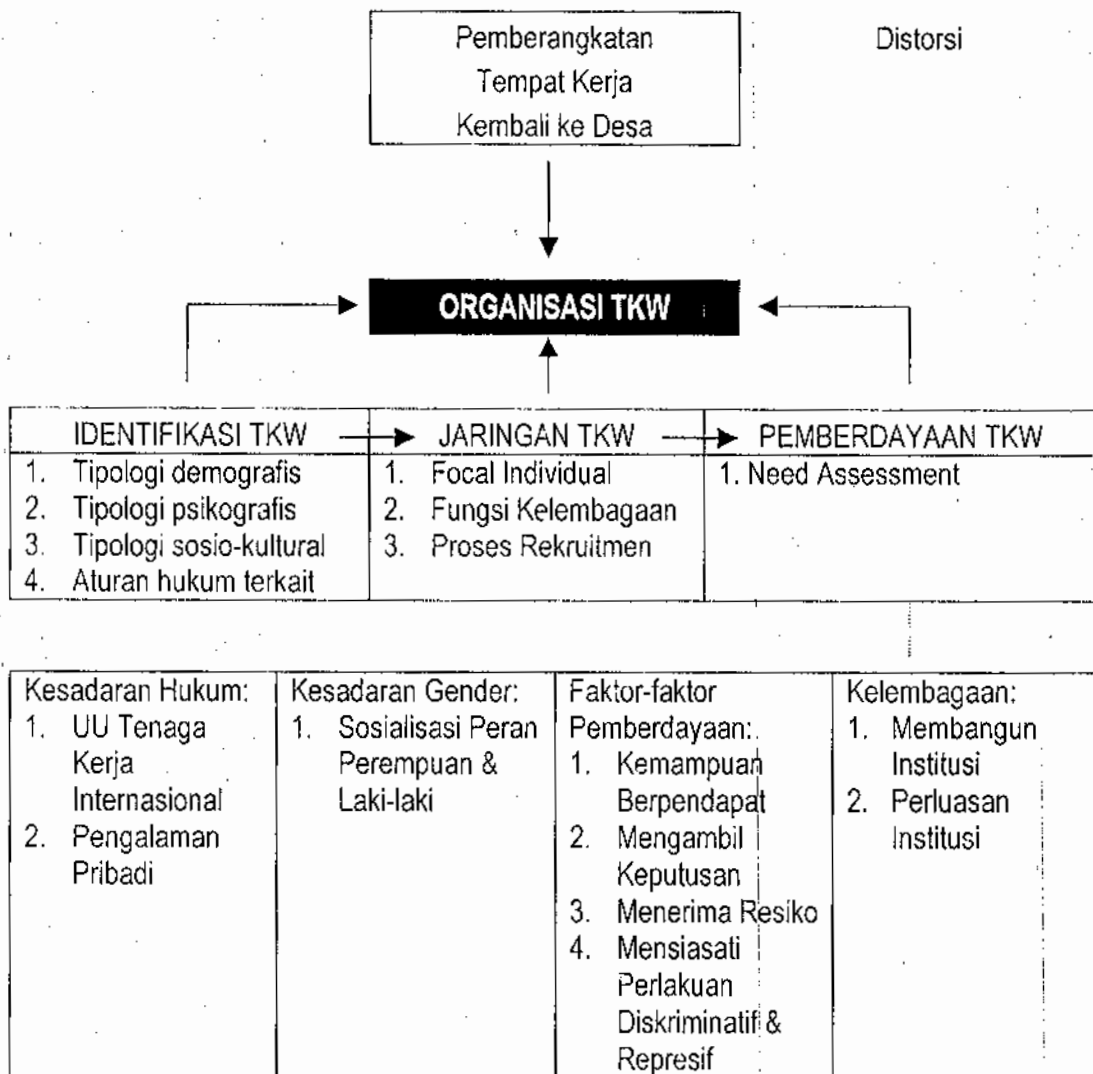 Pemberangkatan
Tempat Kerja
Kembali ke Desa
Distorsi
ORGANISASI TKW
IDENTIFIKASI TKW
1. Tipologi demografis
2. Tipologi psikografis
3. Tipologi sosio-kultural
4. Aturan hukum terkait
JARINGAN TKW
1. Focal Individual
2. Fungsi Kelembagaan
3. Proses Rekruitmen
PEMBERDAYAAN TKW
1. Need Assessment
Kesadaran Hukum:
1. UU Tenaga
Kerja
Internasional
2. Pengalaman
Pribadi
Kesadaran Gender:
1. Sosialisasi Peran
Perempuan &
Laki-laki
Faktor-faktor
Pemberdayaan:
1. Kemampuan
Berpendapat
2. Mengambil
Keputusan
3. Menerima Resiko
4. Mensiasati
Perlakuan
Diskriminatif &
Represif
Kelembagaan:
1. Membangun
Institusi
2. Perluasan
Institusi